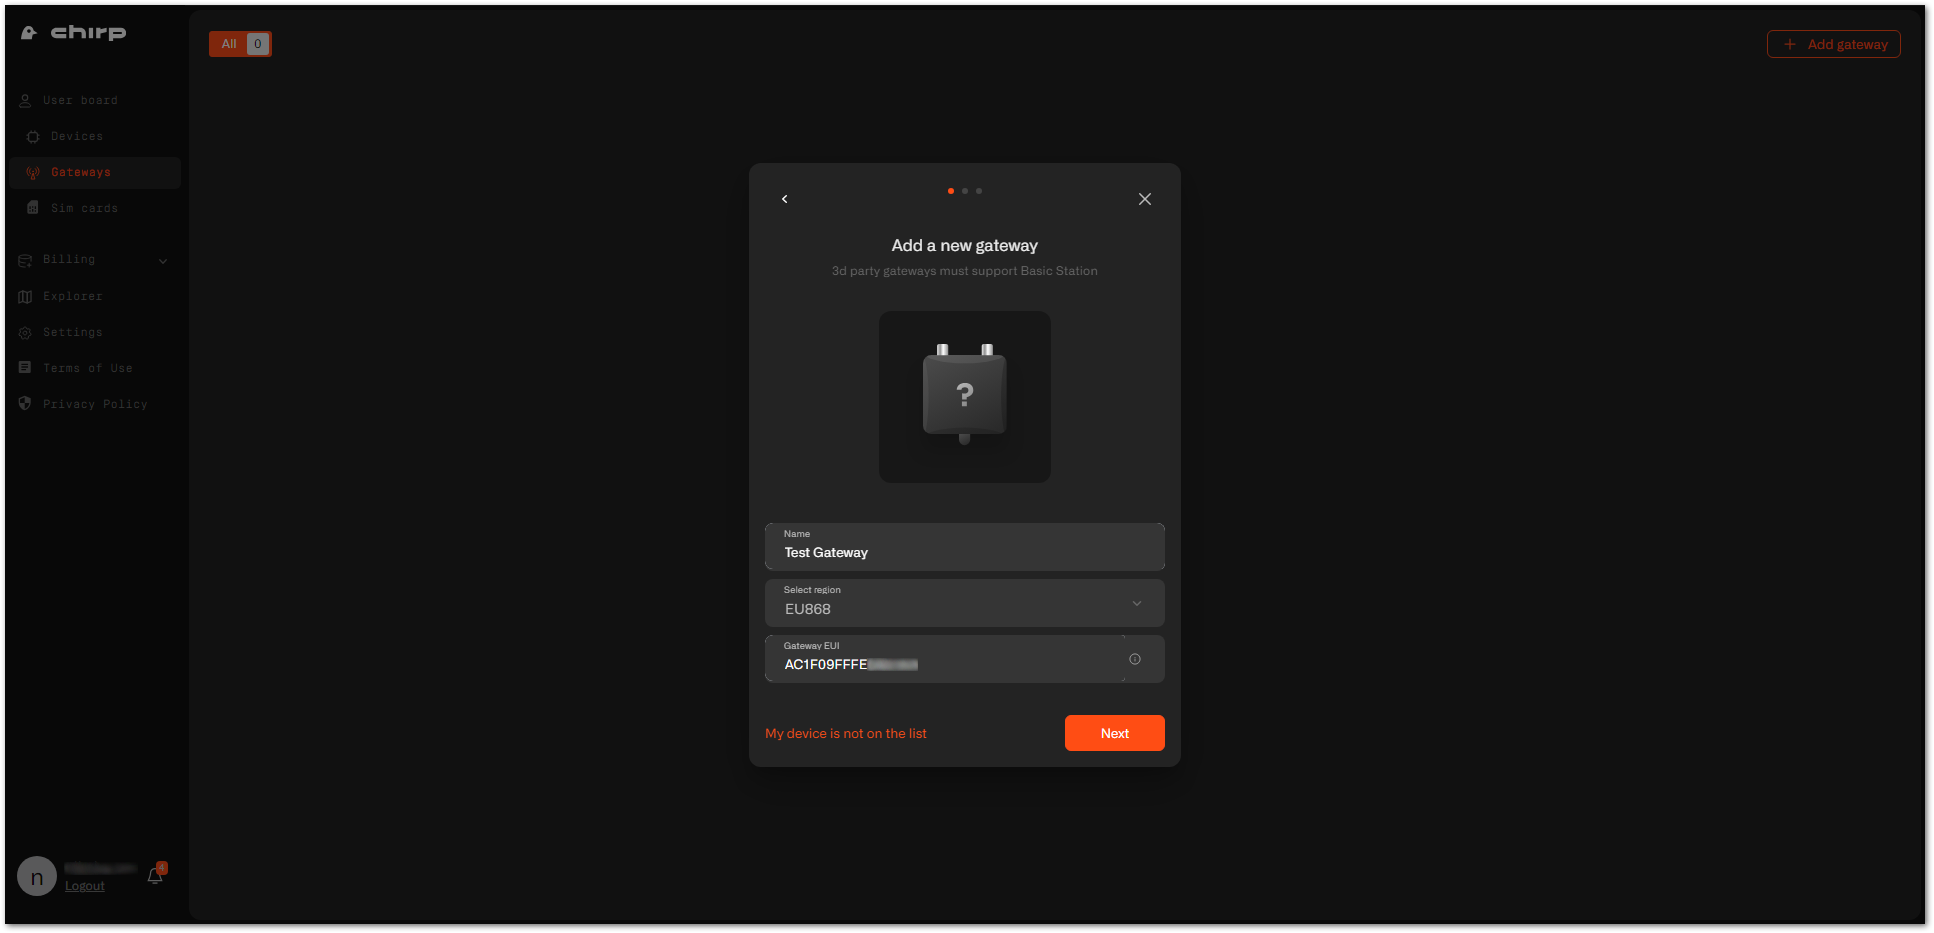 chirp
User board
Devices
Gateways
Sim cards
Billing
Explorer
Settings
Terms of Use
Privacy Policy
n
Logout
4
All 0
+ Add gateway
Add a new gateway
3d party gateways must support Basic Station
?
Name
Test Gateway
Select region
EU868
Gateway EUI
AC1F09FFFE
My device is not on the list
Next